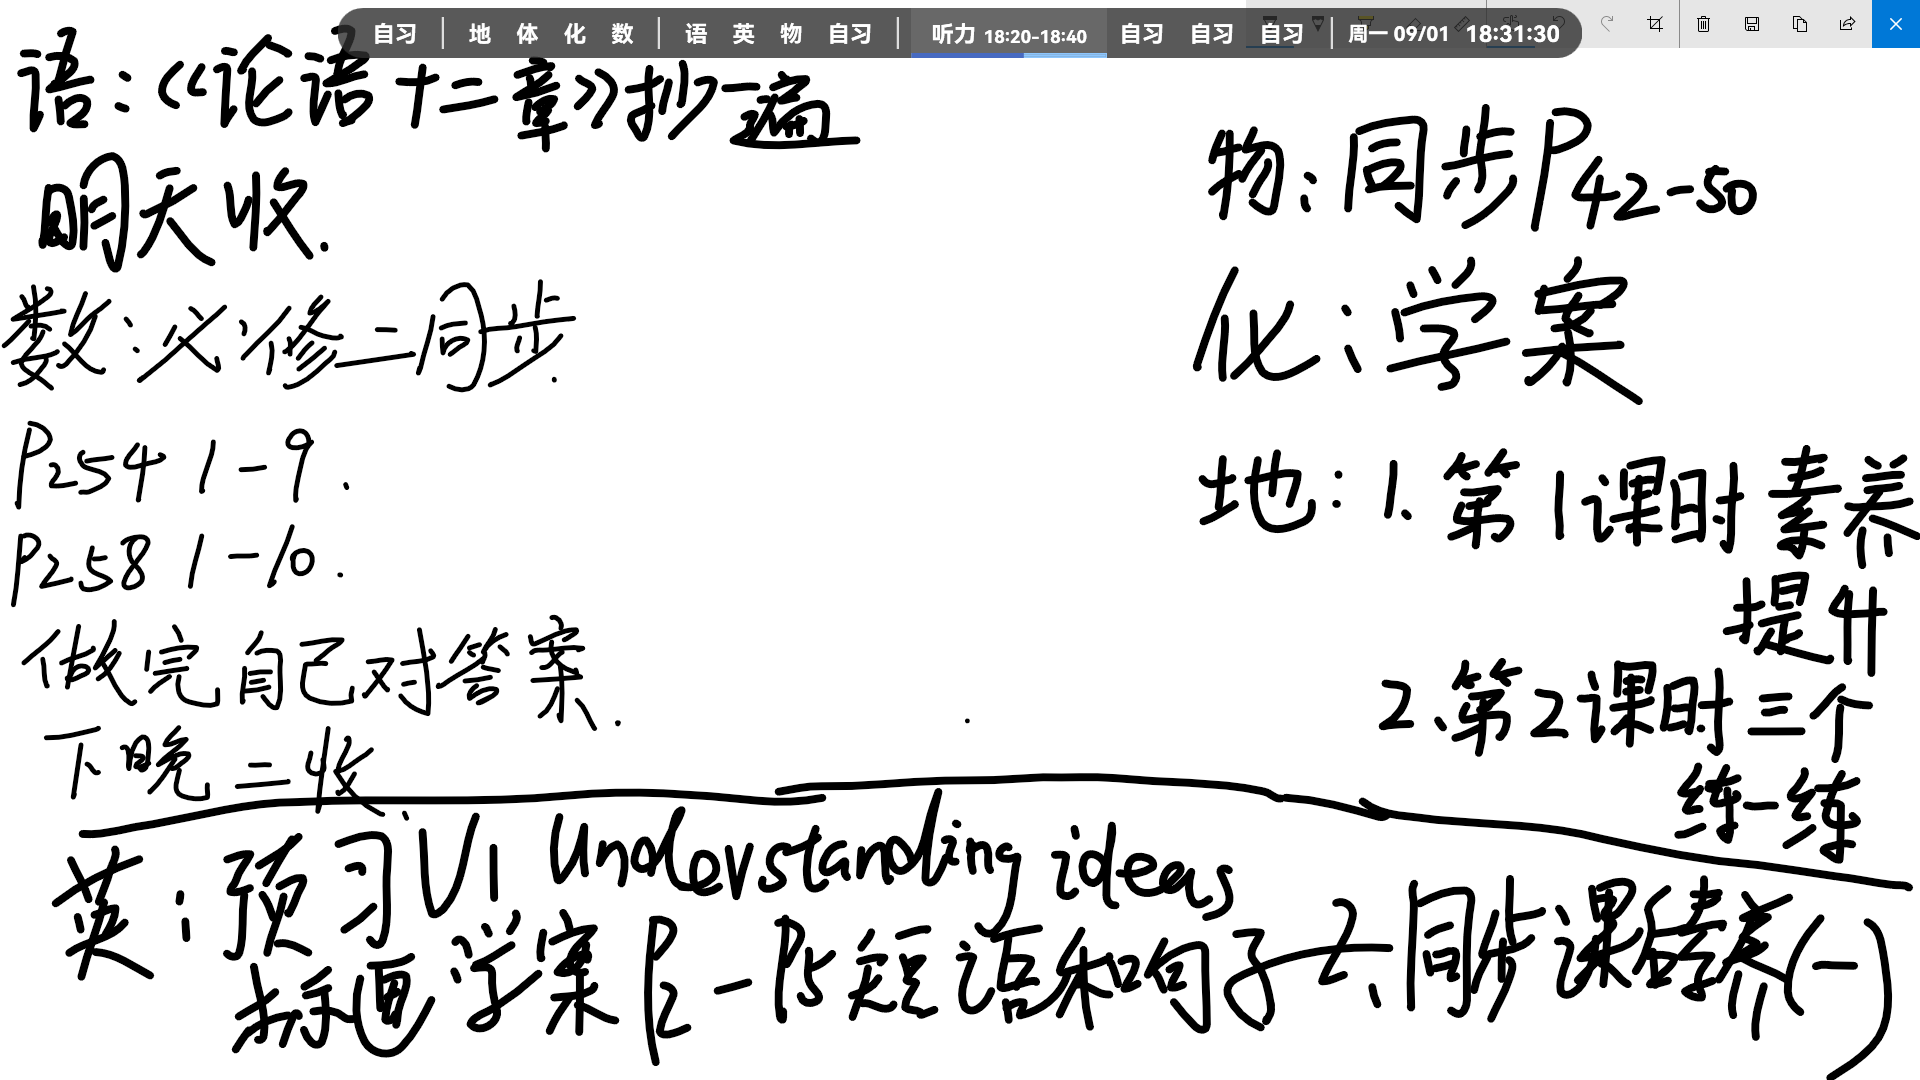 自习 | 地 体 化 数 | 语 英 物 自习 | 听力 18:20-18:40 自习 自习 自习 | 周一 09/01 18:31:30
语:《论语十二章》抄一遍
明天收.
数:必修二同步.
P254 1-9.
P258 1-10.
做完自己对答案.
下晚二收.
物:同步P42-50
化:学案
地:1.第1课时素养
提升
2.第2课时三个
练一练
英:预习U1 Understanding ideas
标画学案P2-P5短语和句子 2.同步课后素养(一)